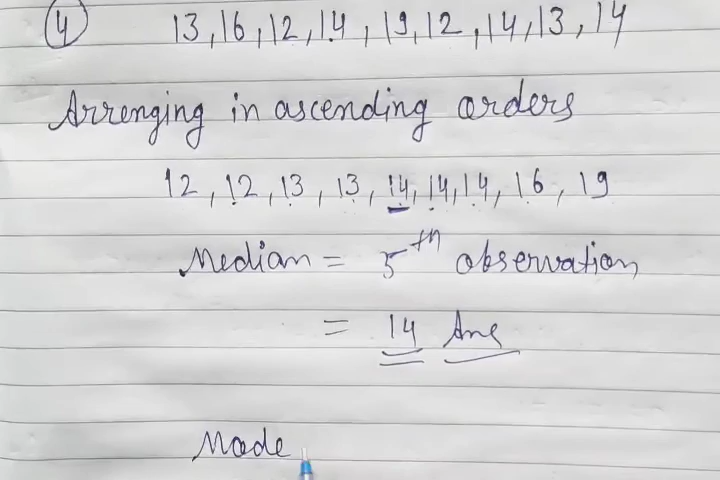 4 13, 16, 12, 14, 19, 12, 14, 13, 14
Arrenging in ascending orders
12, 12, 13, 13, 14, 14, 14, 16, 19
Median = 5th observation
= 14 Ans
Mode